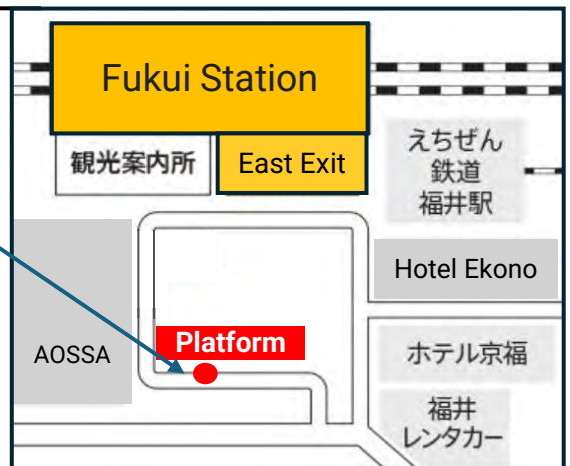 Fukui Station
観光案内所
East Exit
えちぜん
鉄道
福井駅
Hotel Ekono
Platform
AOSSA
ホテル京福
福井
レンタカー